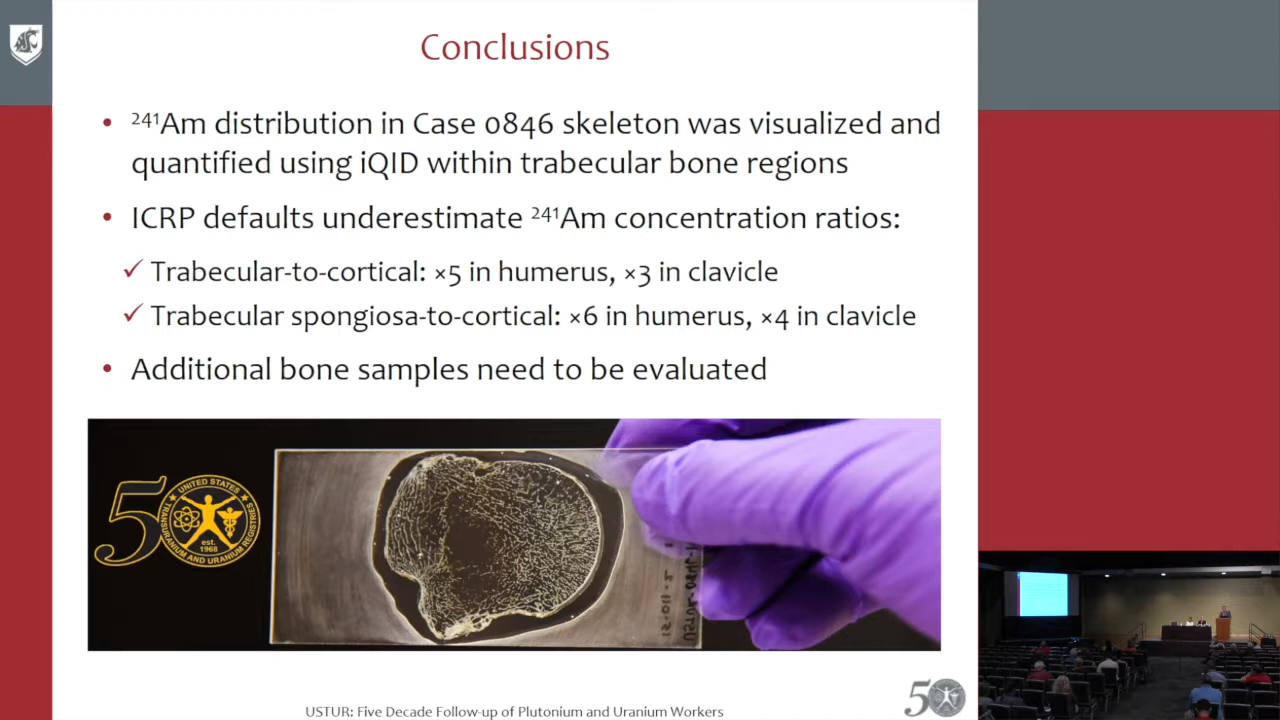 Conclusions
• ²⁴¹Am distribution in Case 0846 skeleton was visualized and
quantified using iQID within trabecular bone regions
• ICRP defaults underestimate ²⁴¹Am concentration ratios:
✓ Trabecular-to-cortical: ×5 in humerus, ×3 in clavicle
✓ Trabecular spongiosa-to-cortical: ×6 in humerus, ×4 in clavicle
• Additional bone samples need to be evaluated
50
UNITED STATES
TRANSURANIUM AND URANIUM REGISTRIES
est.
1968
50
USTUR: Five Decade Follow-up of Plutonium and Uranium Workers